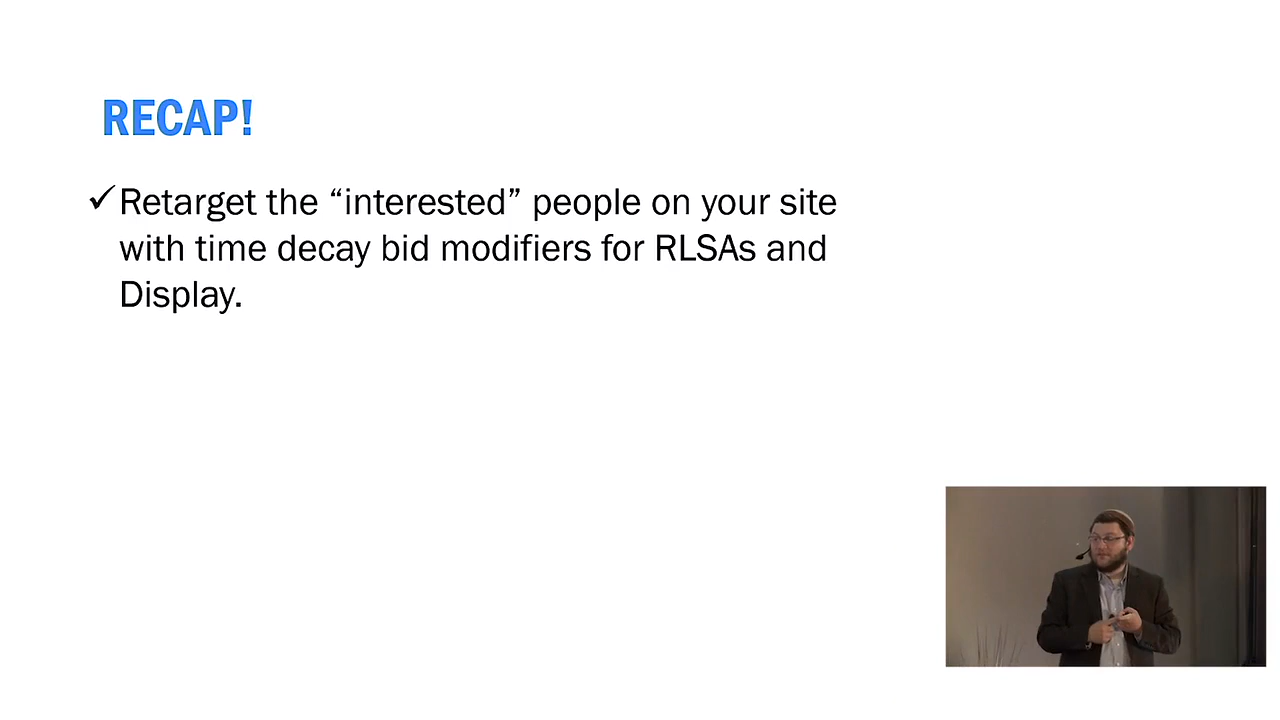 RECAP!
✓Retarget the “interested” people on your site
with time decay bid modifiers for RLSAs and
Display.